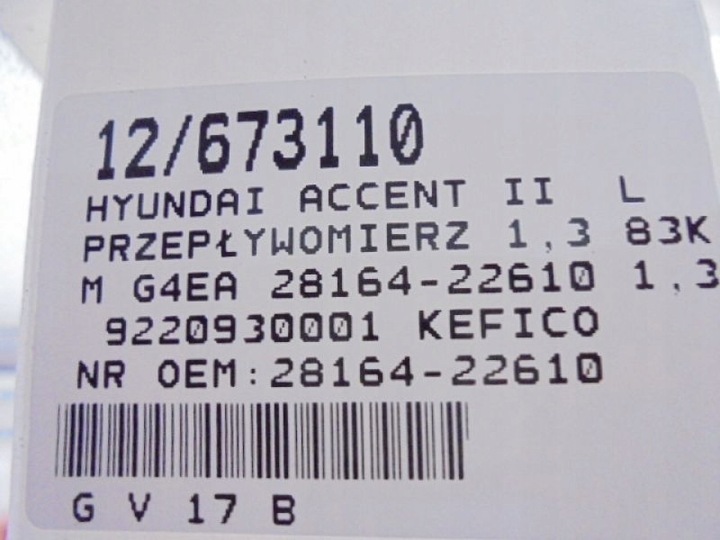 12/673110
HYUNDAI ACCENT II L
PRZEPŁYWOMIERZ 1,3 83K
M G4EA 28164-22610 1,3
9220930001 KEFICO
NR OEM:28164-22610
G V 17 B